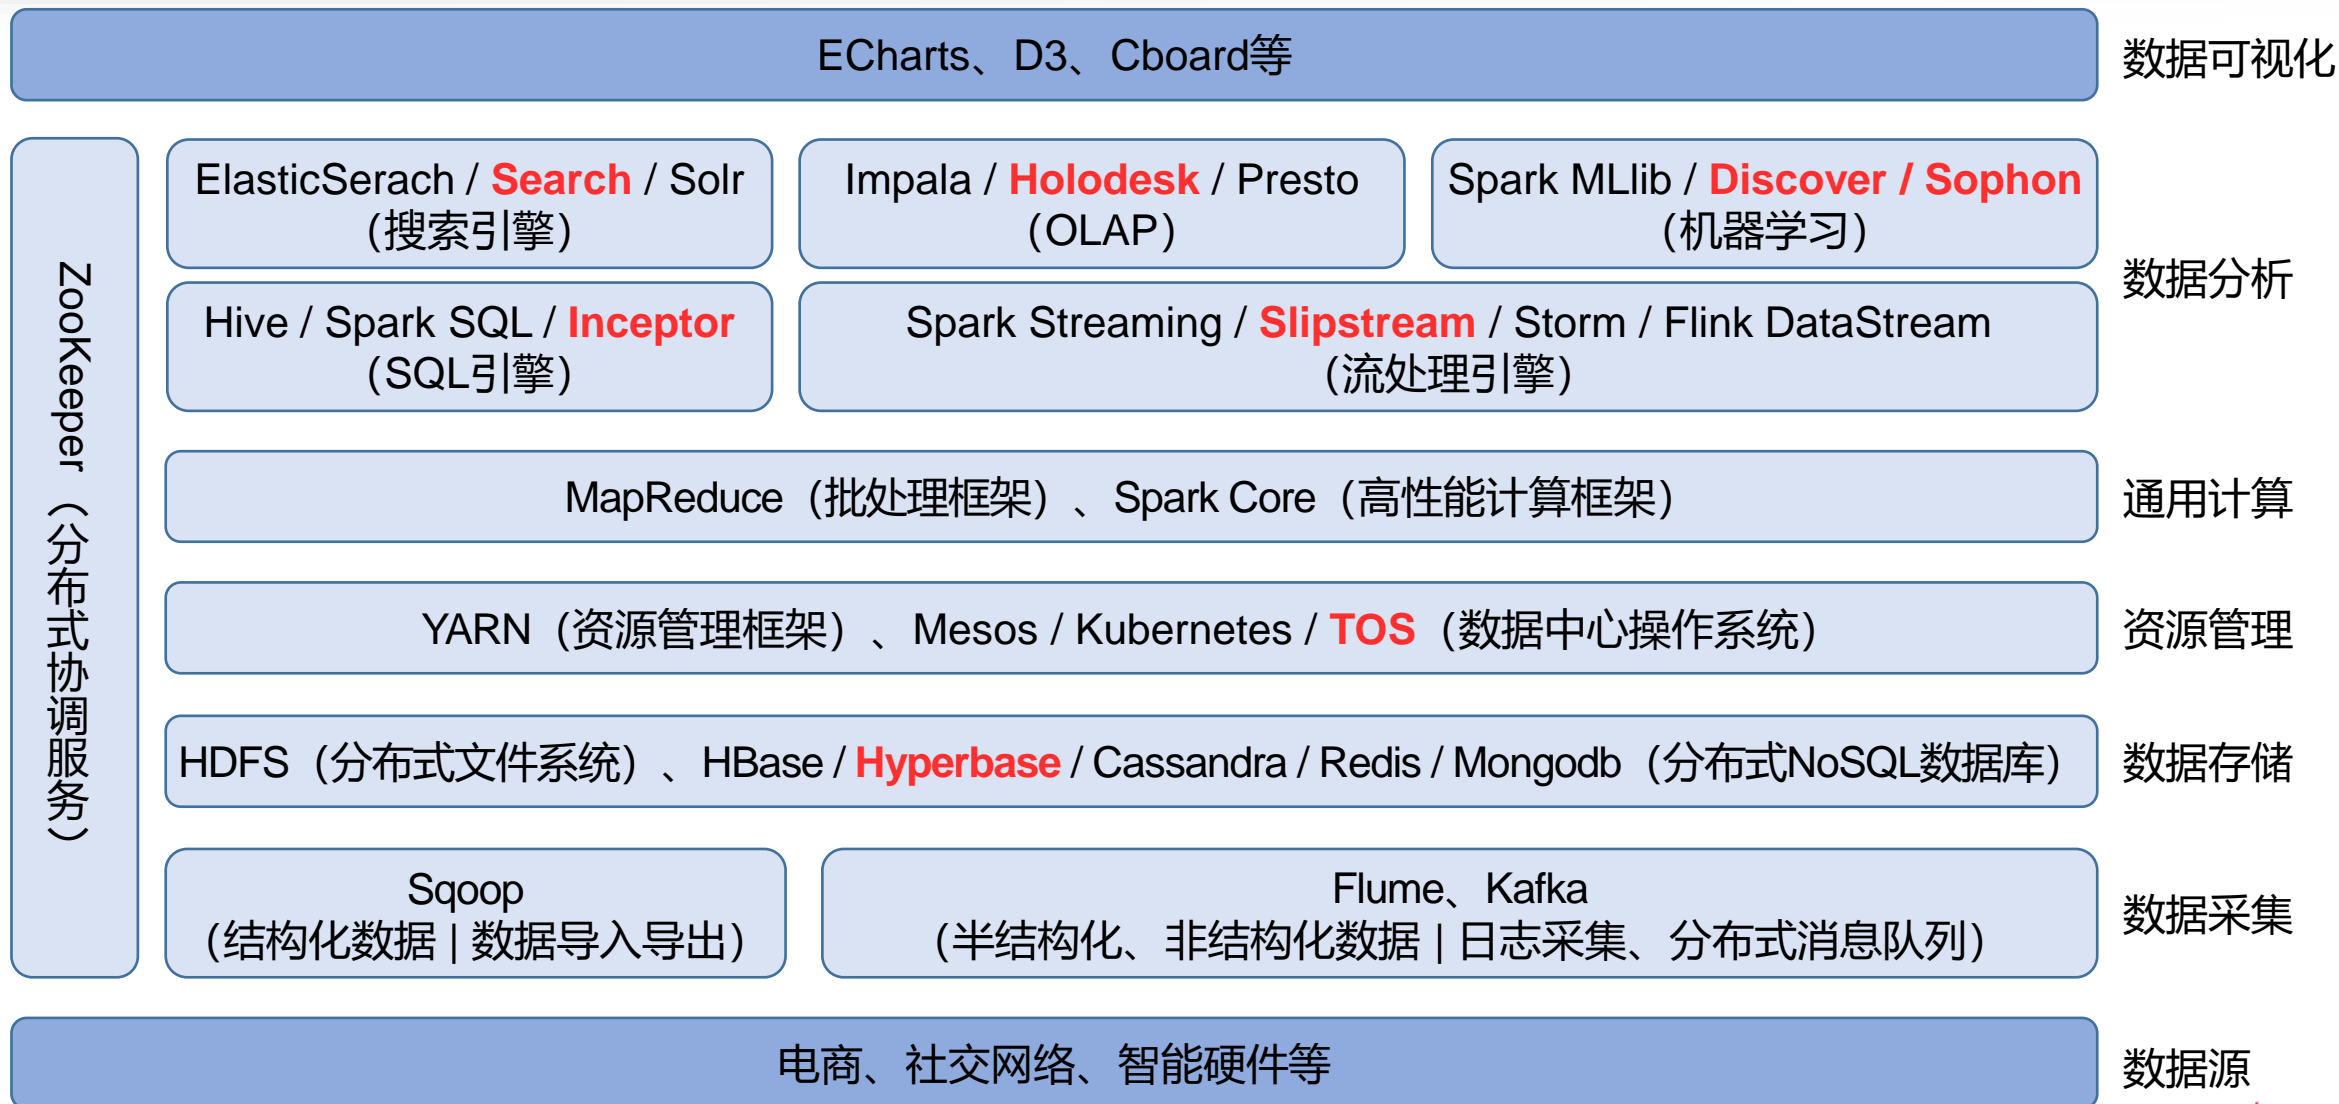 ECharts、D3、Cboard等
数据可视化
ZooKeeper（分布式协调服务）
ElasticSerach / Search / Solr
（搜索引擎）
Impala / Holodesk / Presto
（OLAP）
Spark MLlib / Discover / Sophon
（机器学习）
数据分析
Hive / Spark SQL / Inceptor
（SQL引擎）
Spark Streaming / Slipstream / Storm / Flink DataStream
（流处理引擎）
MapReduce（批处理框架）、Spark Core（高性能计算框架）
通用计算
YARN（资源管理框架）、Mesos / Kubernetes / TOS（数据中心操作系统）
资源管理
HDFS（分布式文件系统）、HBase / Hyperbase / Cassandra / Redis / Mongodb（分布式NoSQL数据库）
数据存储
Sqoop
（结构化数据 | 数据导入导出）
Flume、Kafka
（半结构化、非结构化数据 | 日志采集、分布式消息队列）
数据采集
电商、社交网络、智能硬件等
数据源